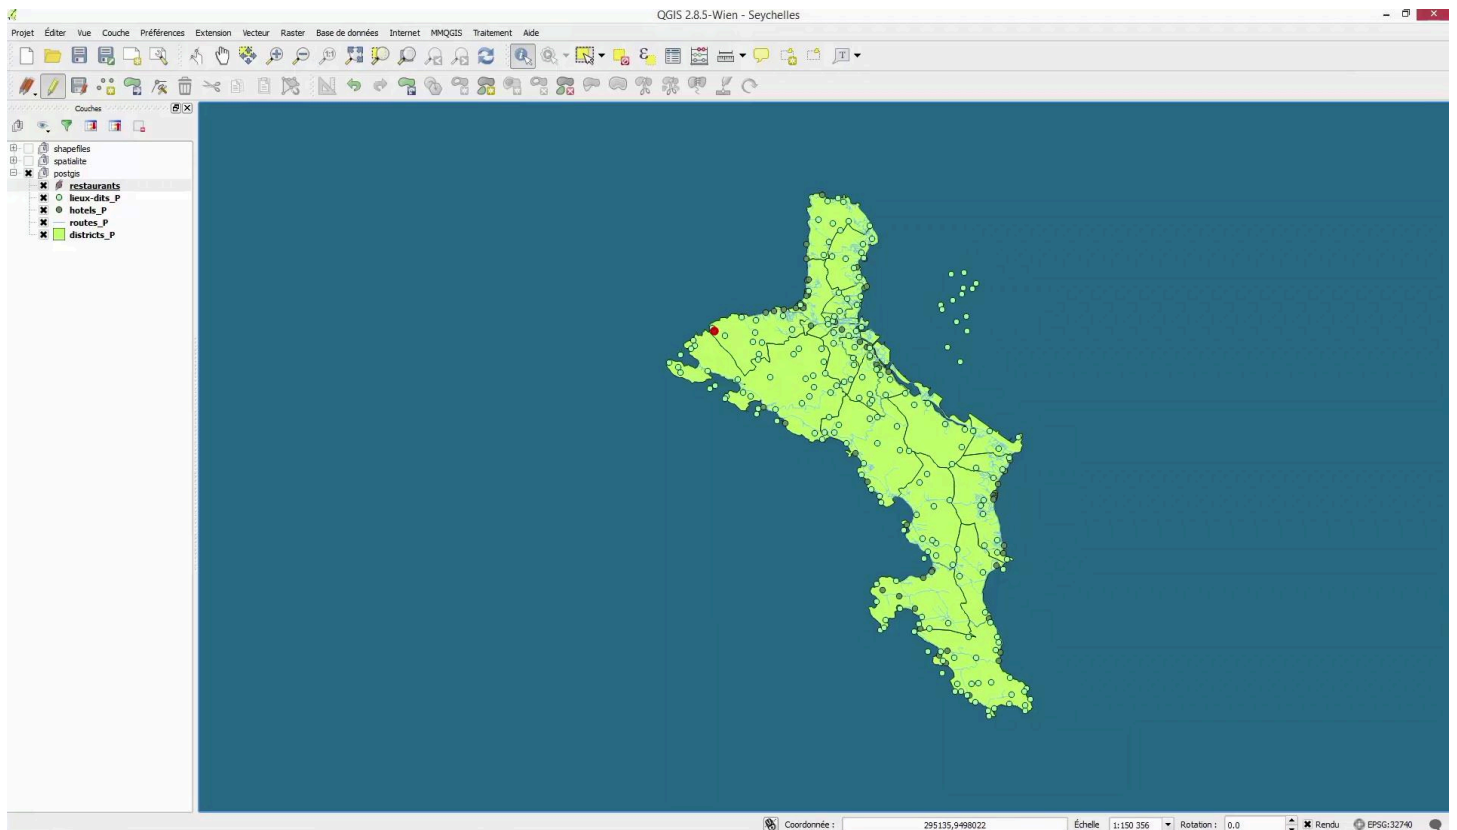 QGIS 2.8.5-Wien - Seychelles
Projet Éditer Vue Couche Préférences Extension Vecteur Raster Base de données Internet MMQGIS Traitement Aide
Couches
shapefiles
spatialite
postgis
restaurants
lieux-dits_P
hotels_P
routes_P
districts_P
Coordonnée : 295135,9498022 Échelle 1:150 356 Rotation : 0.0 Rendu EPSG:32740